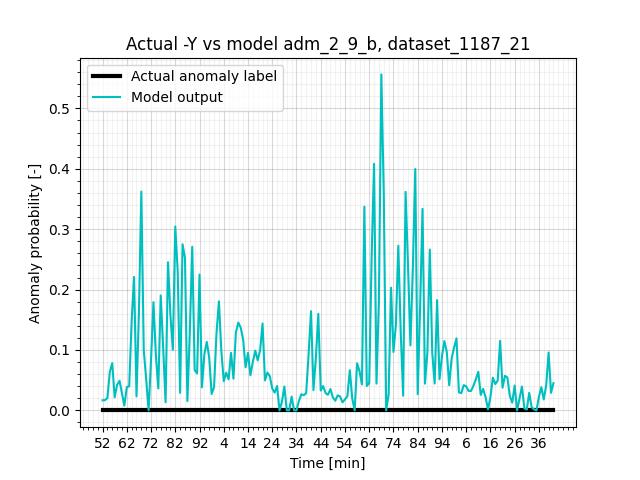 Actual -Y vs model adm_2_9_b, dataset_1187_21
Actual anomaly label
Model output
Anomaly probability [-]
0.5
0.4
0.3
0.2
0.1
0.0
52 62 72 82 92 4 14 24 34 44 54 64 74 84 94 6 16 26 36
Time [min]